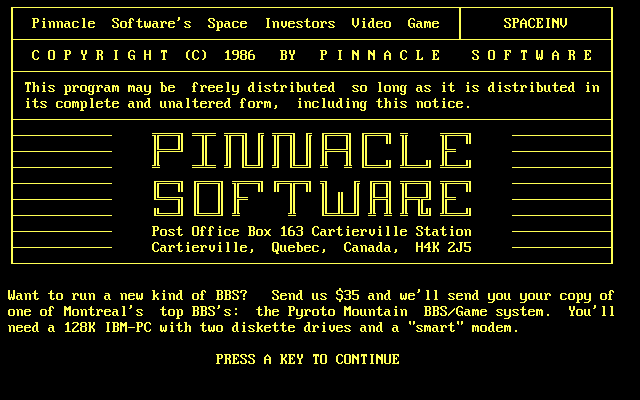 Pinnacle Software's Space Investors Video Game SPACEINV
COPYRIGHT (C) 1986 BY PINNACLE SOFTWARE
This program may be freely distributed so long as it is distributed in
its complete and unaltered form, including this notice.
PINNACLE
SOFTWARE
Post Office Box 163 Cartierville Station
Cartierville, Quebec, Canada, H4K 2J5
Want to run a new kind of BBS? Send us $35 and we'll send you your copy of
one of Montreal's top BBS's: the Pyroto Mountain BBS/Game system. You'll
need a 128K IBM-PC with two diskette drives and a "smart" modem.
PRESS A KEY TO CONTINUE